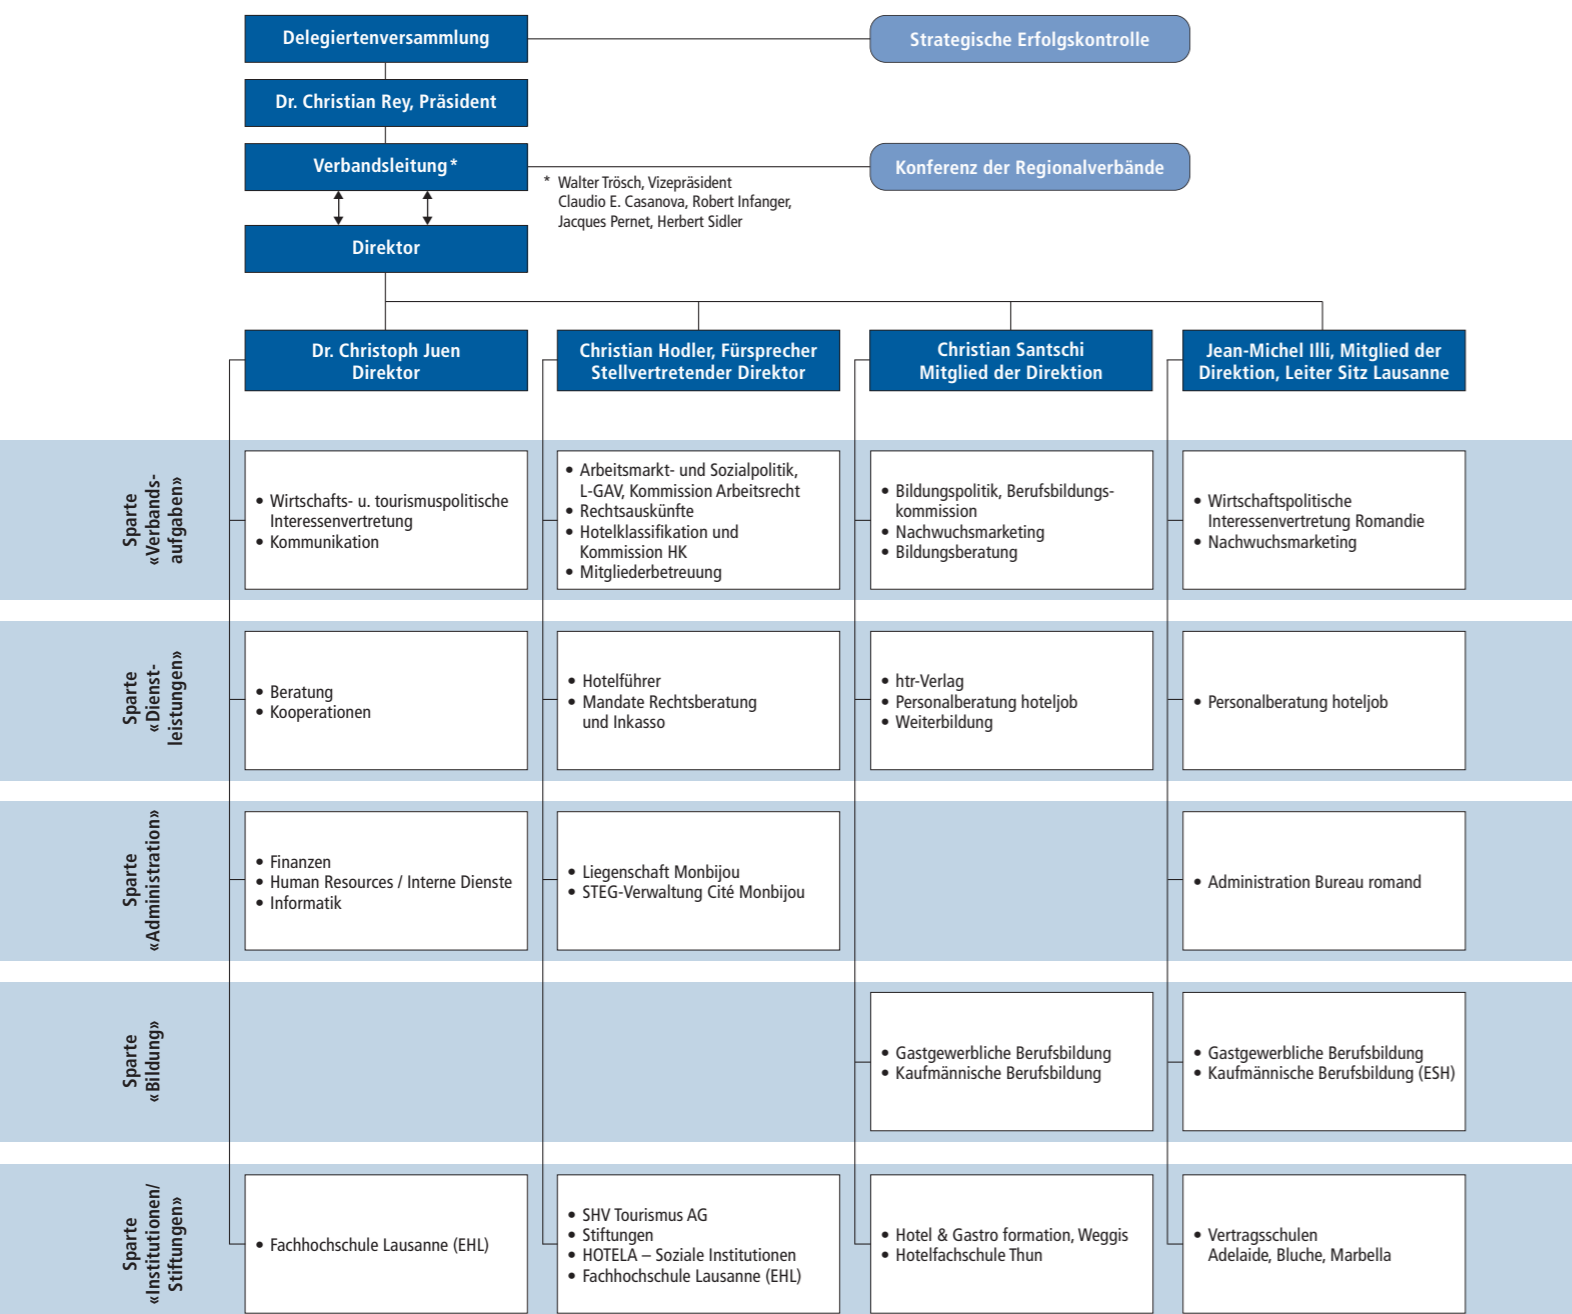 Delegiertenversammlung
Strategische Erfolgskontrolle
Dr. Christian Rey, Präsident
Verbandsleitung *
Konferenz der Regionalverbände
* Walter Trösch, Vizepräsident
Claudio E. Casanova, Robert Infanger,
Jacques Pernet, Herbert Sidler
Direktor
Dr. Christoph Juen
Direktor
Christian Hodler, Fürsprecher
Stellvertretender Direktor
Christian Santschi
Mitglied der Direktion
Jean-Michel Illi, Mitglied der
Direktion, Leiter Sitz Lausanne
Sparte
«Verbands-
aufgaben»
• Wirtschafts- u. tourismuspolitische
Interessenvertretung
• Kommunikation
• Arbeitsmarkt- und Sozialpolitik,
L-GAV, Kommission Arbeitsrecht
• Rechtsauskünfte
• Hotelklassifikation und
Kommission HK
• Mitgliederbetreuung
• Bildungspolitik, Berufsbildungs-
kommission
• Nachwuchsmarketing
• Bildungsberatung
• Wirtschaftspolitische
Interessenvertretung Romandie
• Nachwuchsmarketing
Sparte
«Dienst-
leistungen»
• Beratung
• Kooperationen
• Hotelführer
• Mandate Rechtsberatung
und Inkasso
• htr-Verlag
• Personalberatung hoteljob
• Weiterbildung
• Personalberatung hoteljob
Sparte
«Administration»
• Finanzen
• Human Resources / Interne Dienste
• Informatik
• Liegenschaft Monbijou
• STEG-Verwaltung Cité Monbijou
• Administration Bureau romand
Sparte
«Bildung»
• Gastgewerbliche Berufsbildung
• Kaufmännische Berufsbildung
• Gastgewerbliche Berufsbildung
• Kaufmännische Berufsbildung (ESH)
Sparte
«Institutionen/
Stiftungen»
• Fachhochschule Lausanne (EHL)
• SHV Tourismus AG
• Stiftungen
• HOTELA – Soziale Institutionen
• Fachhochschule Lausanne (EHL)
• Hotel & Gastro formation, Weggis
• Hotelfachschule Thun
• Vertragsschulen
Adelaide, Bluche, Marbella